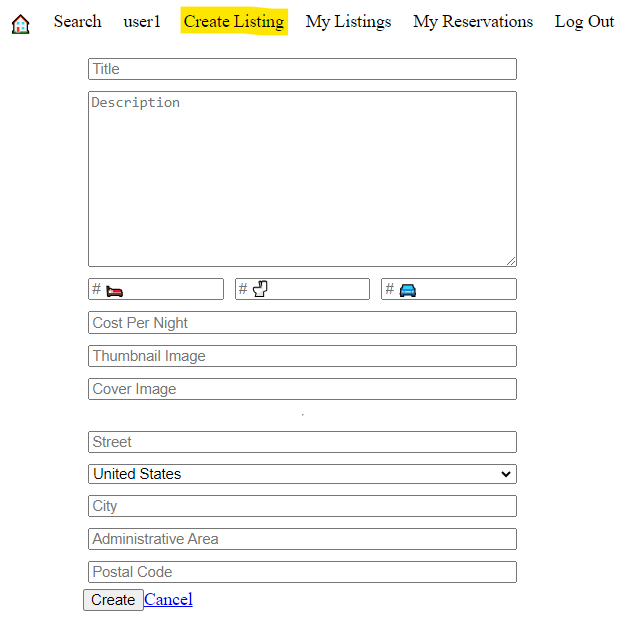 Search user1 Create Listing My Listings My Reservations Log Out
Title
Description
# # #
Cost Per Night
Thumbnail Image
Cover Image
Street
United States
City
Administrative Area
Postal Code
Create Cancel